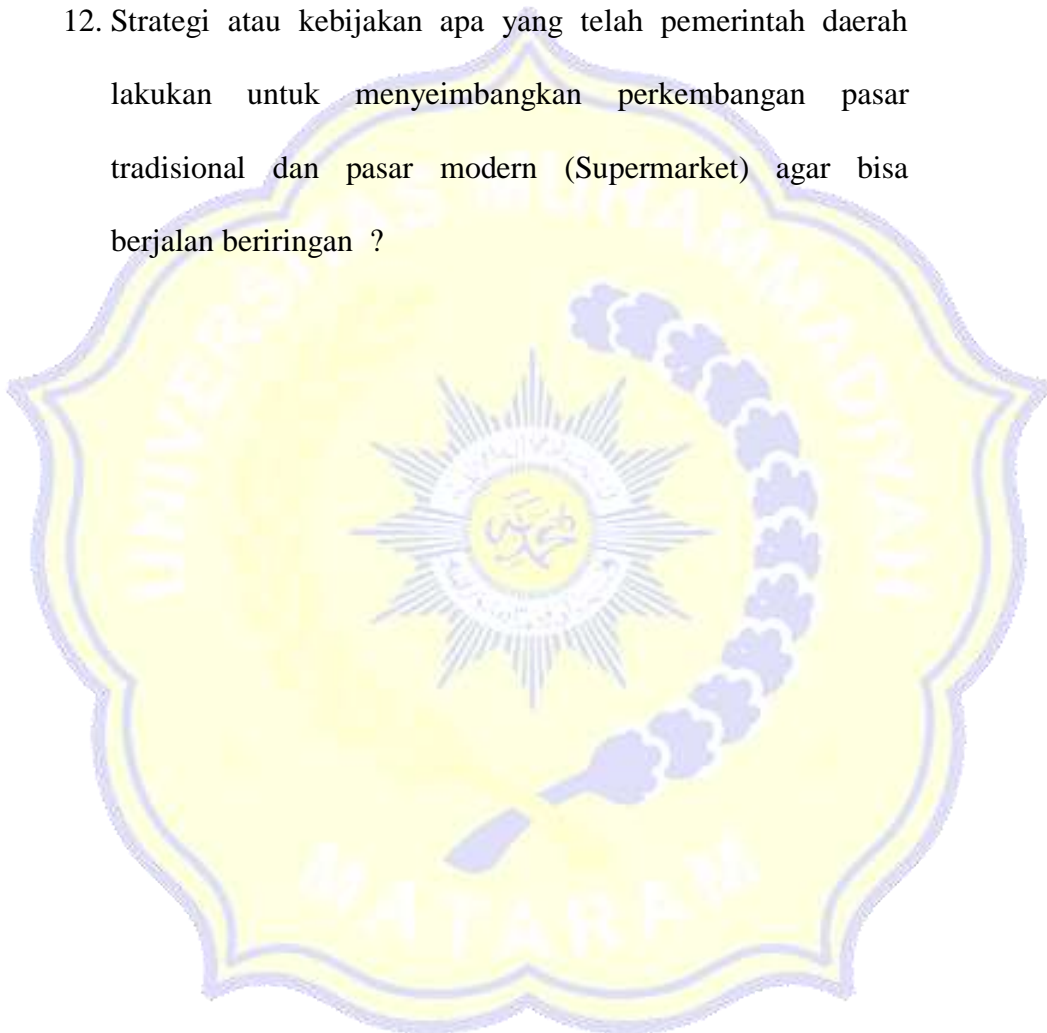 12. Strategi atau kebijakan apa yang telah pemerintah daerah
lakukan untuk menyeimbangkan perkembangan pasar
tradisional dan pasar modern (Supermarket) agar bisa
berjalan beriringan ?
UNIVERSITAS MUHAMMADIYAH
MATARAM